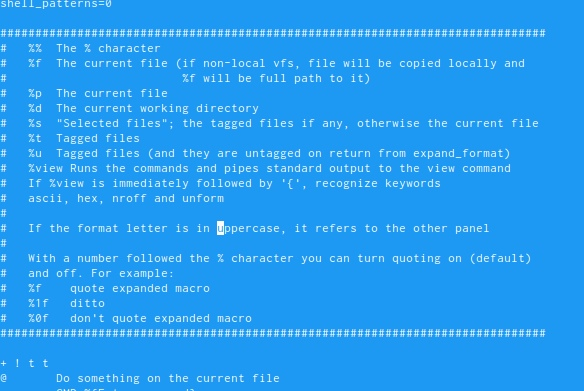 shell_patterns=0
##############################################################################
# %% The % character
# %f The current file (if non-local vfs, file will be copied locally and
# %f will be full path to it)
# %p The current file
# %d The current working directory
# %s "Selected files"; the tagged files if any, otherwise the current file
# %t Tagged files
# %u Tagged files (and they are untagged on return from expand_format)
# %view Runs the commands and pipes standard output to the view command
# If %view is immediately followed by '{', recognize keywords
# ascii, hex, nroff and unform
#
# If the format letter is in uppercase, it refers to the other panel
#
# With a number followed the % character you can turn quoting on (default)
# and off. For example:
# %f quote expanded macro
# %1f ditto
# %0f don't quote expanded macro
##############################################################################
+ ! t t
@ Do something on the current file